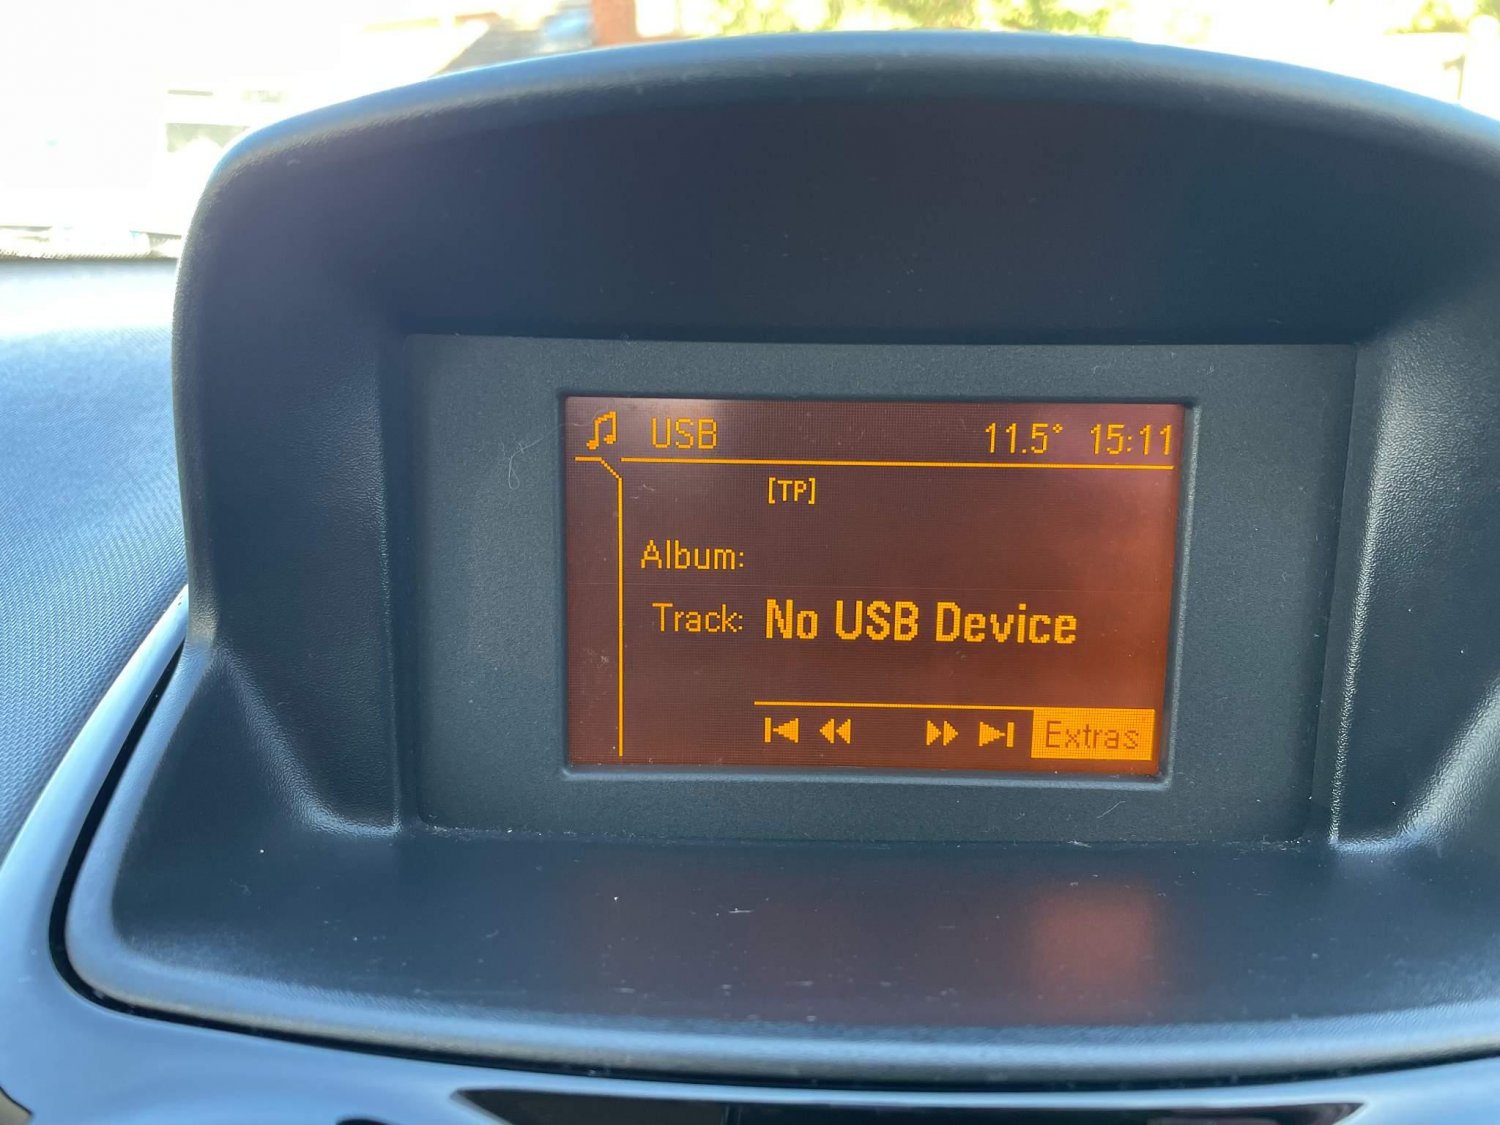 USB 11.5° 15:11
[TP]
Album:
Track: No USB Device
Extras